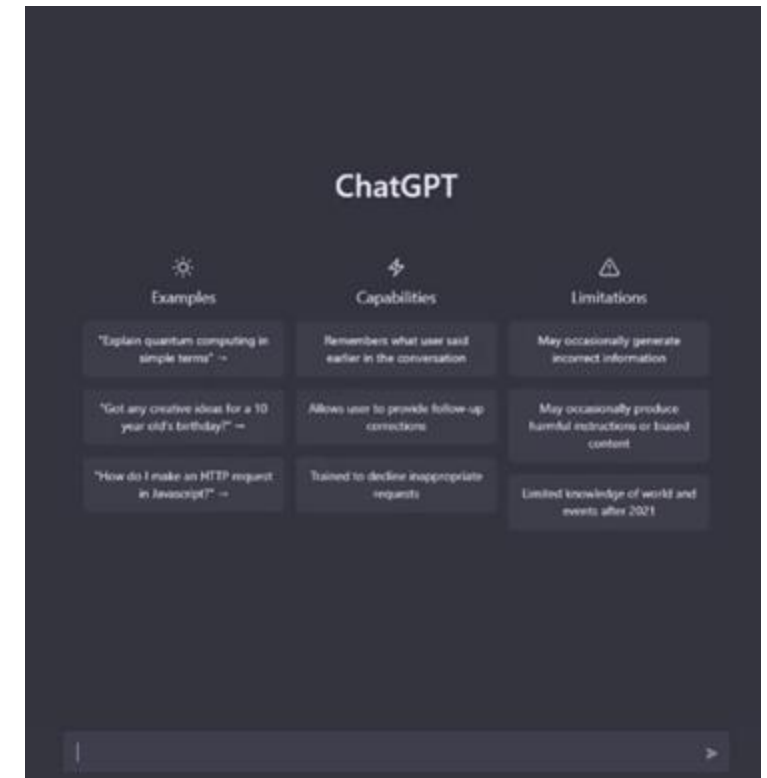 ChatGPT
Examples
"Explain quantum computing in
simple terms" →
"Got any creative ideas for a 10
year old's birthday?" →
"How do I make an HTTP request
in Javascript?" →
Capabilities
Remembers what user said
earlier in the conversation
Allows user to provide follow-up
corrections
Trained to decline inappropriate
requests
Limitations
May occasionally generate
incorrect information
May occasionally produce
harmful instructions or biased
content
Limited knowledge of world and
events after 2021